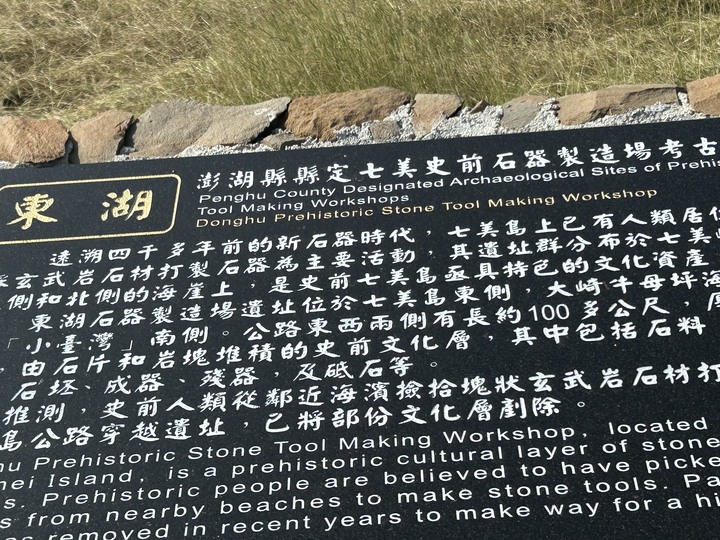 東湖
澎湖縣縣定七美史前石器製造場考古
Penghu County Designated Archaeological Sites of Prehi
Tool Making Workshops
Donghu Prehistoric Stone Tool Making Workshop
遠溯四千多年前的新石器時代，七美島上已有人類居住
玄武岩石材打製石器為主要活動，其遺址群分布於七美
側和北側的海崖上，是史前七美島亟具特色的文化資產
東湖石器製造場遺址位於七美島東側，大崎牛母坪海
「小臺灣」南側。公路東西兩側有長約100多公尺，
，由石片和岩塊堆積的史前文化層，其中包括石料
石坯、成器、殘器，及砥石等。
推測，史前人類從鄰近海濱撿拾塊狀玄武岩石材打
島公路穿越遺址，已將部份文化層剷除。
hu Prehistoric Stone Tool Making Workshop, located
mei Island, is a prehistoric cultural layer of stone
s. Prehistoric people are believed to have picke
s from nearby beaches to make stone tools. Pa
as removed in recent years to make way for a hi